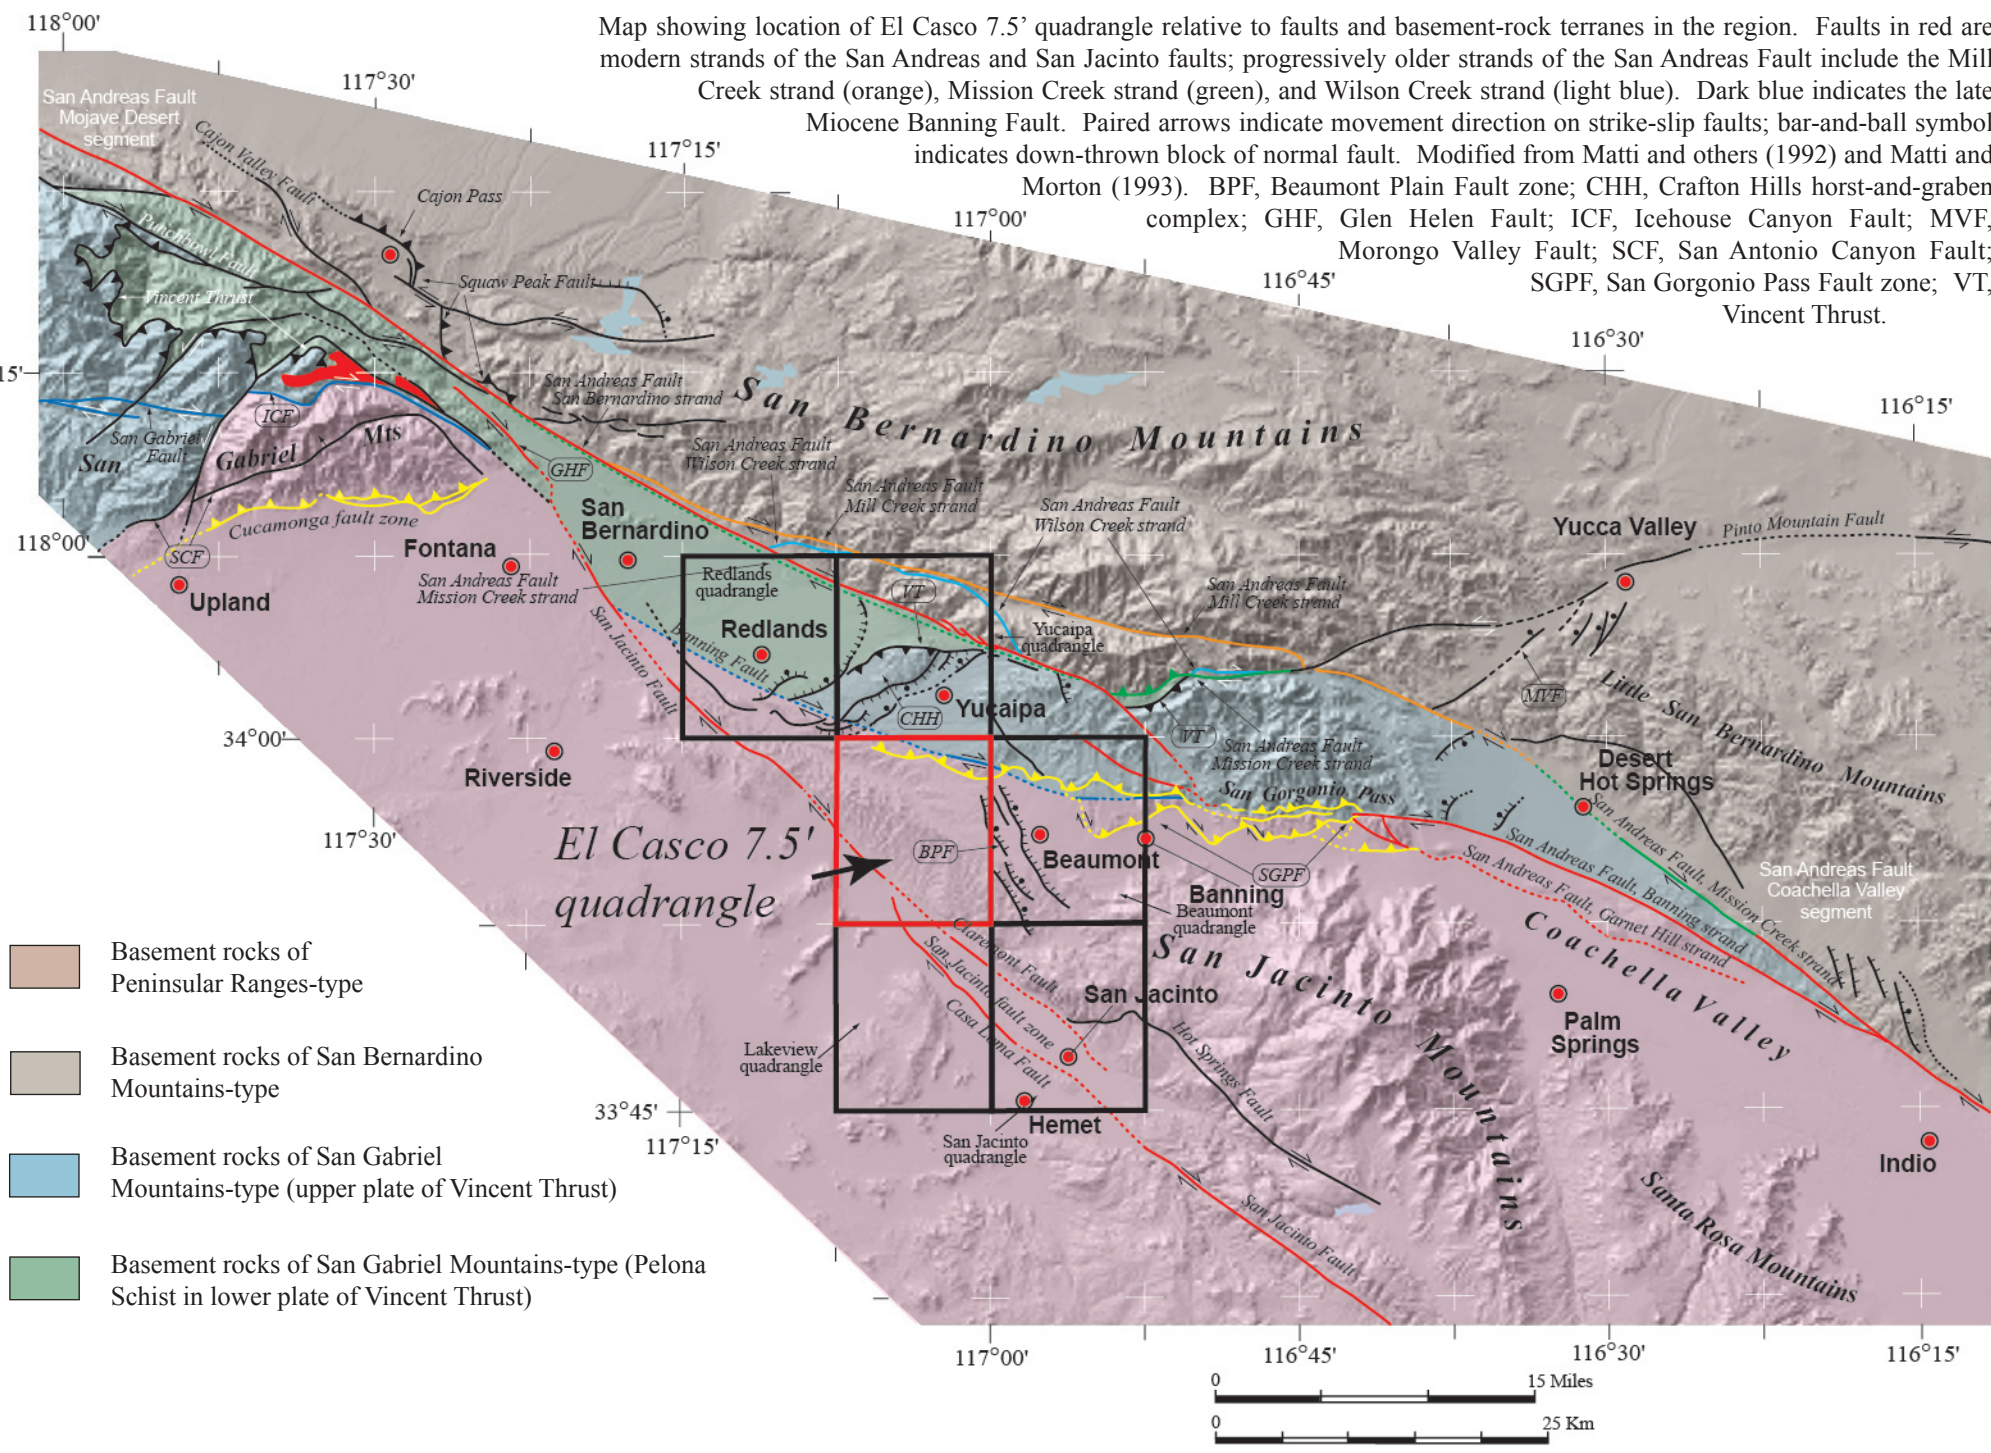 118°00'
Map showing location of El Casco 7.5’ quadrangle relative to faults and basement-rock terranes in the region.  Faults in red are
modern strands of the San Andreas and San Jacinto faults; progressively older strands of the San Andreas Fault include the Mill
Creek strand (orange), Mission Creek strand (green), and Wilson Creek strand (light blue).  Dark blue indicates the late
Miocene Banning Fault.  Paired arrows indicate movement direction on strike-slip faults; bar-and-ball symbol
indicates down-thrown block of normal fault.  Modified from Matti and others (1992) and Matti and
Morton (1993).  BPF, Beaumont Plain Fault zone; CHH, Crafton Hills horst-and-graben
complex; GHF, Glen Helen Fault; ICF, Icehouse Canyon Fault; MVF,
Morongo Valley Fault; SCF, San Antonio Canyon Fault;
SGPF, San Gorgonio Pass Fault zone;  VT,
Vincent Thrust.
117°30'
117°15'
117°00'
116°45'
116°30'
116°15'
San Andreas Fault
Mojave Desert
segment
Cajon Valley Fault
Cajon Pass
Punchbowl Fault
Squaw Peak Fault
Vincent Thrust
15'
San Andreas Fault
San Bernardino strand
San Bernardino Mountains
ICF
San Gabriel
Fault
San Gabriel Mts
San Andreas Fault
Wilson Creek strand
GHF
San Andreas Fault
Mill Creek strand
San Andreas Fault
Wilson Creek strand
Cucamonga fault zone
San
Bernardino
Yucca Valley
Pinto Mountain Fault
118°00'
SCF
Fontana
Upland
San Andreas Fault
Mission Creek strand
Redlands
quadrangle
VT
San Andreas Fault
Mill Creek strand
Redlands
Banning Fault
San Jacinto Fault
Yucaipa
quadrangle
CHH
Yucaipa
VT
MVF
Little San Bernardino Mountains
34°00'
Riverside
San Andreas Fault
Mission Creek strand
Desert
Hot Springs
San Gorgonio Pass
117°30'
El Casco 7.5'
quadrangle
BPF
Beaumont
SGPF
Banning
Beaumont
quadrangle
San Andreas Fault, Mission Creek strand
San Andreas Fault, Banning strand
San Andreas Fault, Garnet Hill strand
San Andreas Fault
Coachella Valley
segment
Coachella Valley
Claremont Fault
San Jacinto fault zone
Casa Loma Fault
San Jacinto
San Jacinto Mountains
Hot Springs Fault
Palm
Springs
Lakeview
quadrangle
33°45'
117°15'
Hemet
San Jacinto
quadrangle
Indio
San Jacinto Fault
Santa Rosa Mountains
Basement rocks of
Peninsular Ranges-type
Basement rocks of San Bernardino
Mountains-type
Basement rocks of San Gabriel
Mountains-type (upper plate of Vincent Thrust)
Basement rocks of San Gabriel Mountains-type (Pelona
Schist in lower plate of Vincent Thrust)
117°00'
116°45'
116°30'
116°15'
0 15 Miles
0 25 Km